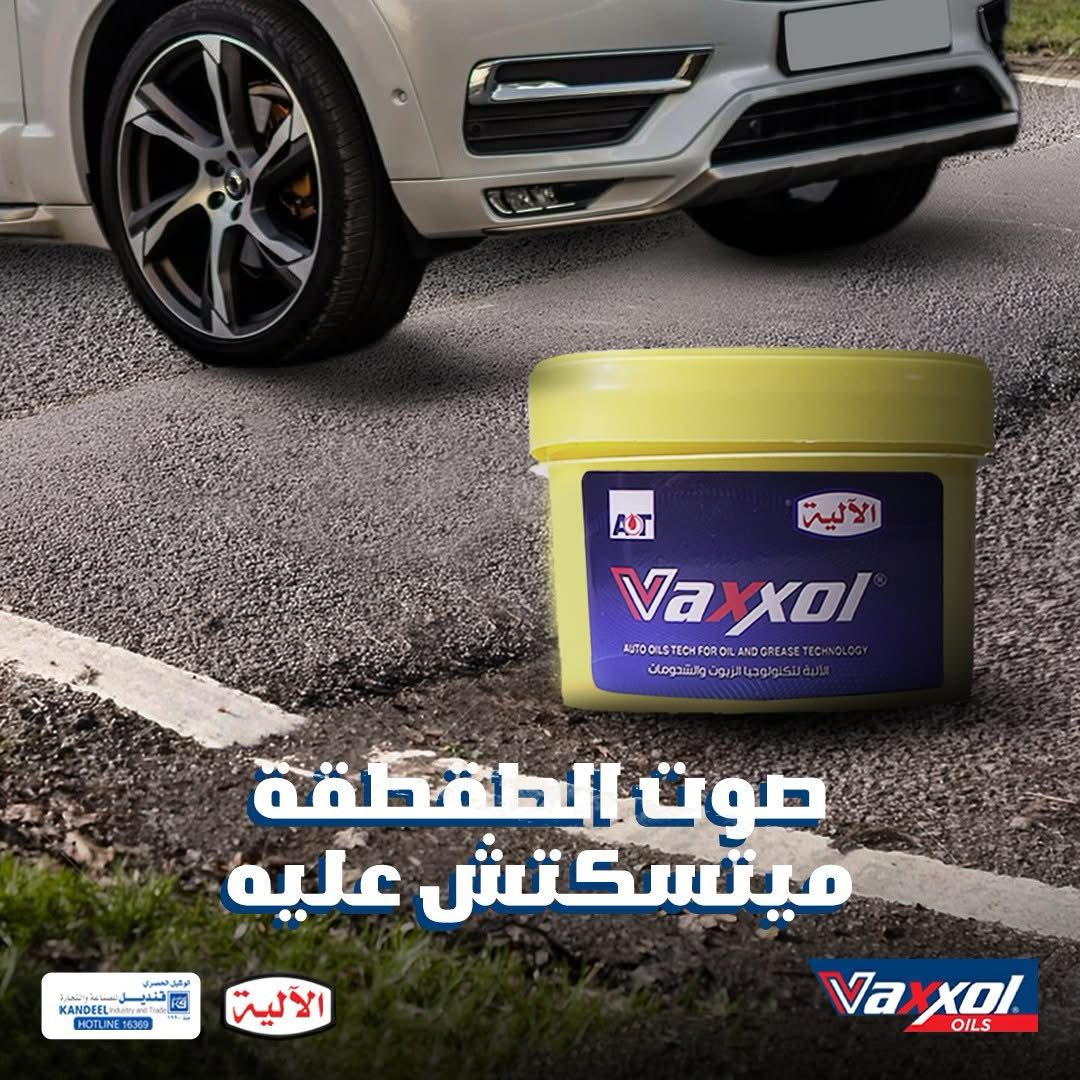 AOT
الآلية
Vaxxol®
AUTO OILS TECH FOR OIL AND GREASE TECHNOLOGY
الآلية لتكنولوجيا الزيوت والشحومات
صوت الطقطقة
ميتسكتش عليه
الوكيل الحصري
قنديل للصناعة والتجارة
KANDEEL Industry and Trade
HOTLINE 16369
الآلية
Vaxxol®
OILS